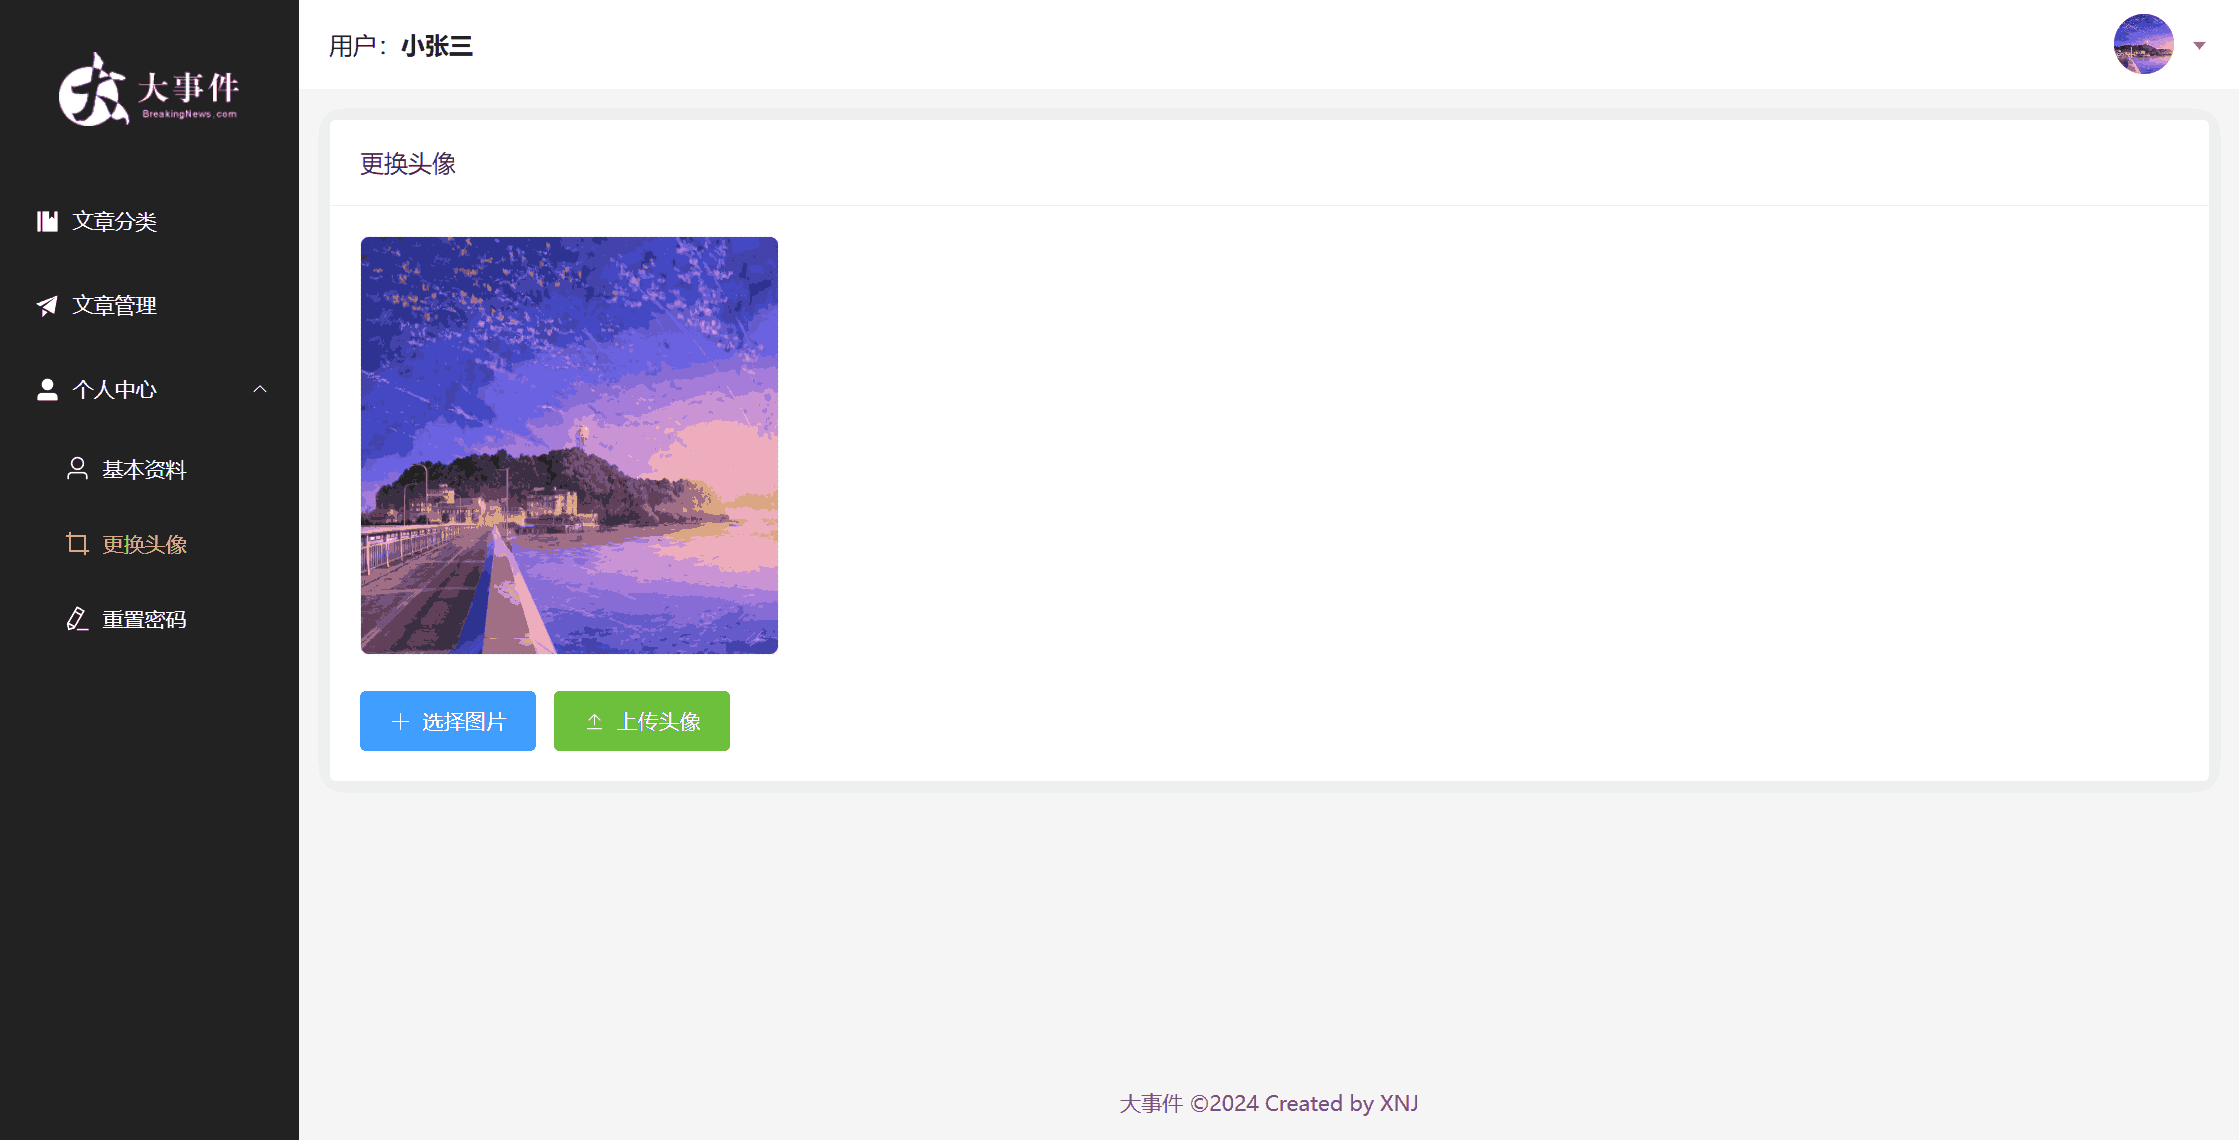 大事件
BreakingNews.com
文章分类
文章管理
个人中心
基本资料
更换头像
重置密码
用户：小张三
更换头像
选择图片
上传头像
大事件 ©2024 Created by XNJ